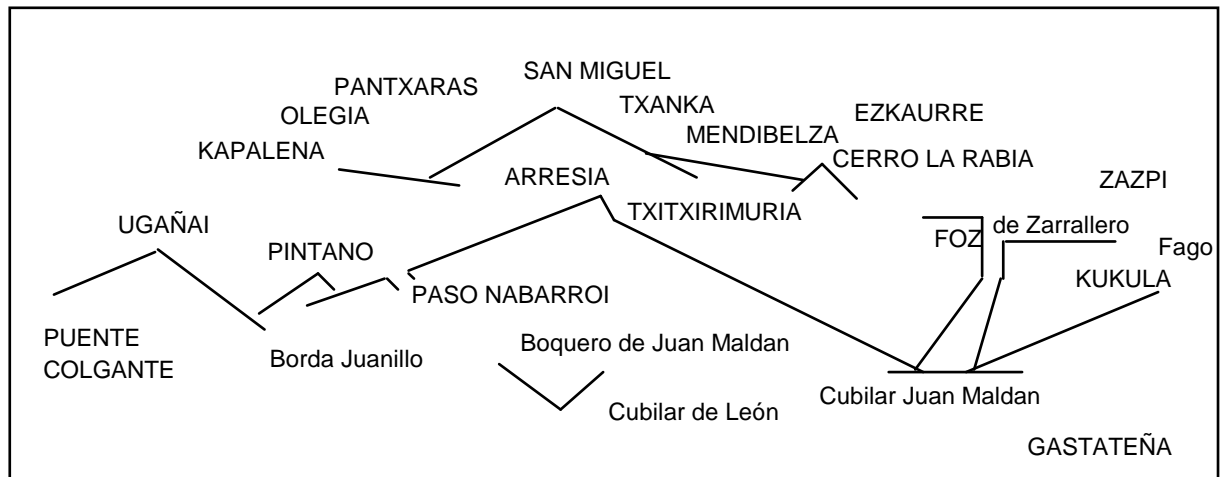 SAN MIGUEL
PANTXARAS
TXANKA
OLEGIA
EZKAURRE
MENDIBELZA
KAPALENA
CERRO LA RABIA
ARRESIA
ZAZPI
TXITXIRIMURIA
UGAÑAI
FOZ de Zarrallero
PINTANO
Fago
KUKULA
PASO NABARROI
PUENTE
COLGANTE
Boquero de Juan Maldan
Borda Juanillo
Cubilar Juan Maldan
Cubilar de León
GASTATEÑA